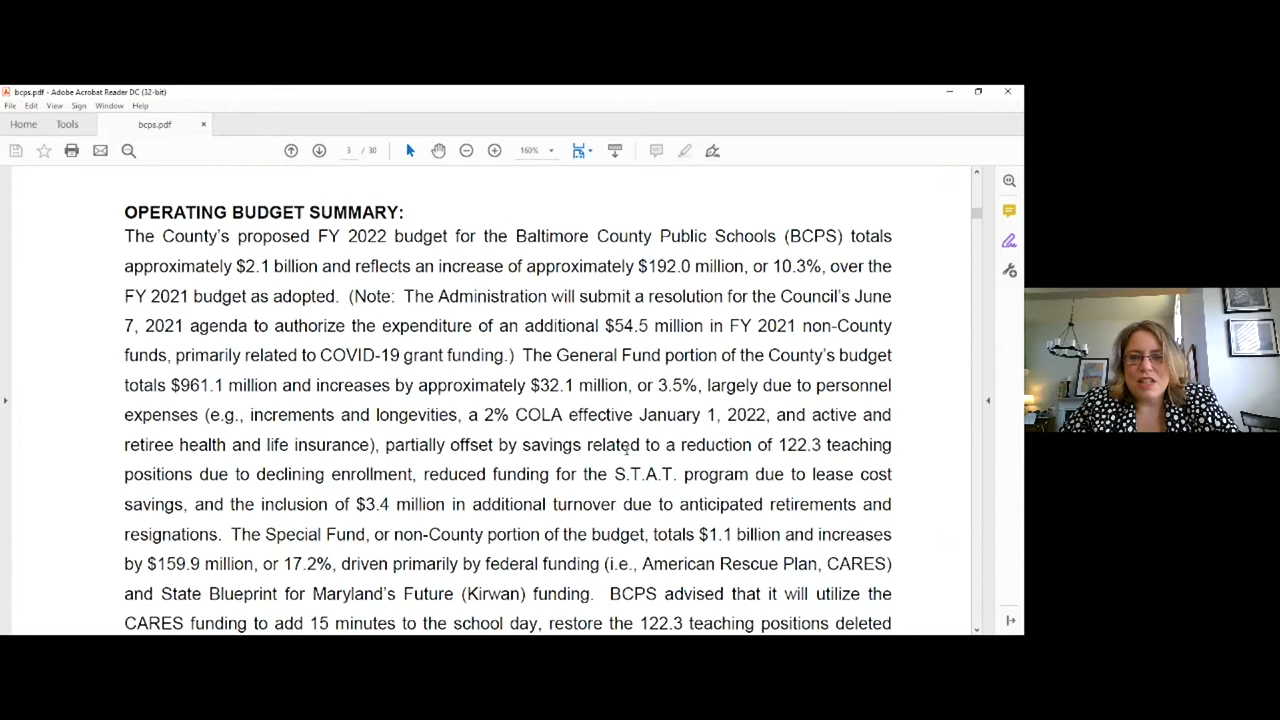 bcps.pdf - Adobe Acrobat Reader DC (32-bit)
File Edit View Sign Window Help
Home Tools bcps.pdf ×
3 / 30 160%
OPERATING BUDGET SUMMARY:
The County's proposed FY 2022 budget for the Baltimore County Public Schools (BCPS) totals
approximately $2.1 billion and reflects an increase of approximately $192.0 million, or 10.3%, over the
FY 2021 budget as adopted. (Note: The Administration will submit a resolution for the Council's June
7, 2021 agenda to authorize the expenditure of an additional $54.5 million in FY 2021 non-County
funds, primarily related to COVID-19 grant funding.) The General Fund portion of the County's budget
totals $961.1 million and increases by approximately $32.1 million, or 3.5%, largely due to personnel
expenses (e.g., increments and longevities, a 2% COLA effective January 1, 2022, and active and
retiree health and life insurance), partially offset by savings related to a reduction of 122.3 teaching
positions due to declining enrollment, reduced funding for the S.T.A.T. program due to lease cost
savings, and the inclusion of $3.4 million in additional turnover due to anticipated retirements and
resignations. The Special Fund, or non-County portion of the budget, totals $1.1 billion and increases
by $159.9 million, or 17.2%, driven primarily by federal funding (i.e., American Rescue Plan, CARES)
and State Blueprint for Maryland's Future (Kirwan) funding. BCPS advised that it will utilize the
CARES funding to add 15 minutes to the school day, restore the 122.3 teaching positions deleted